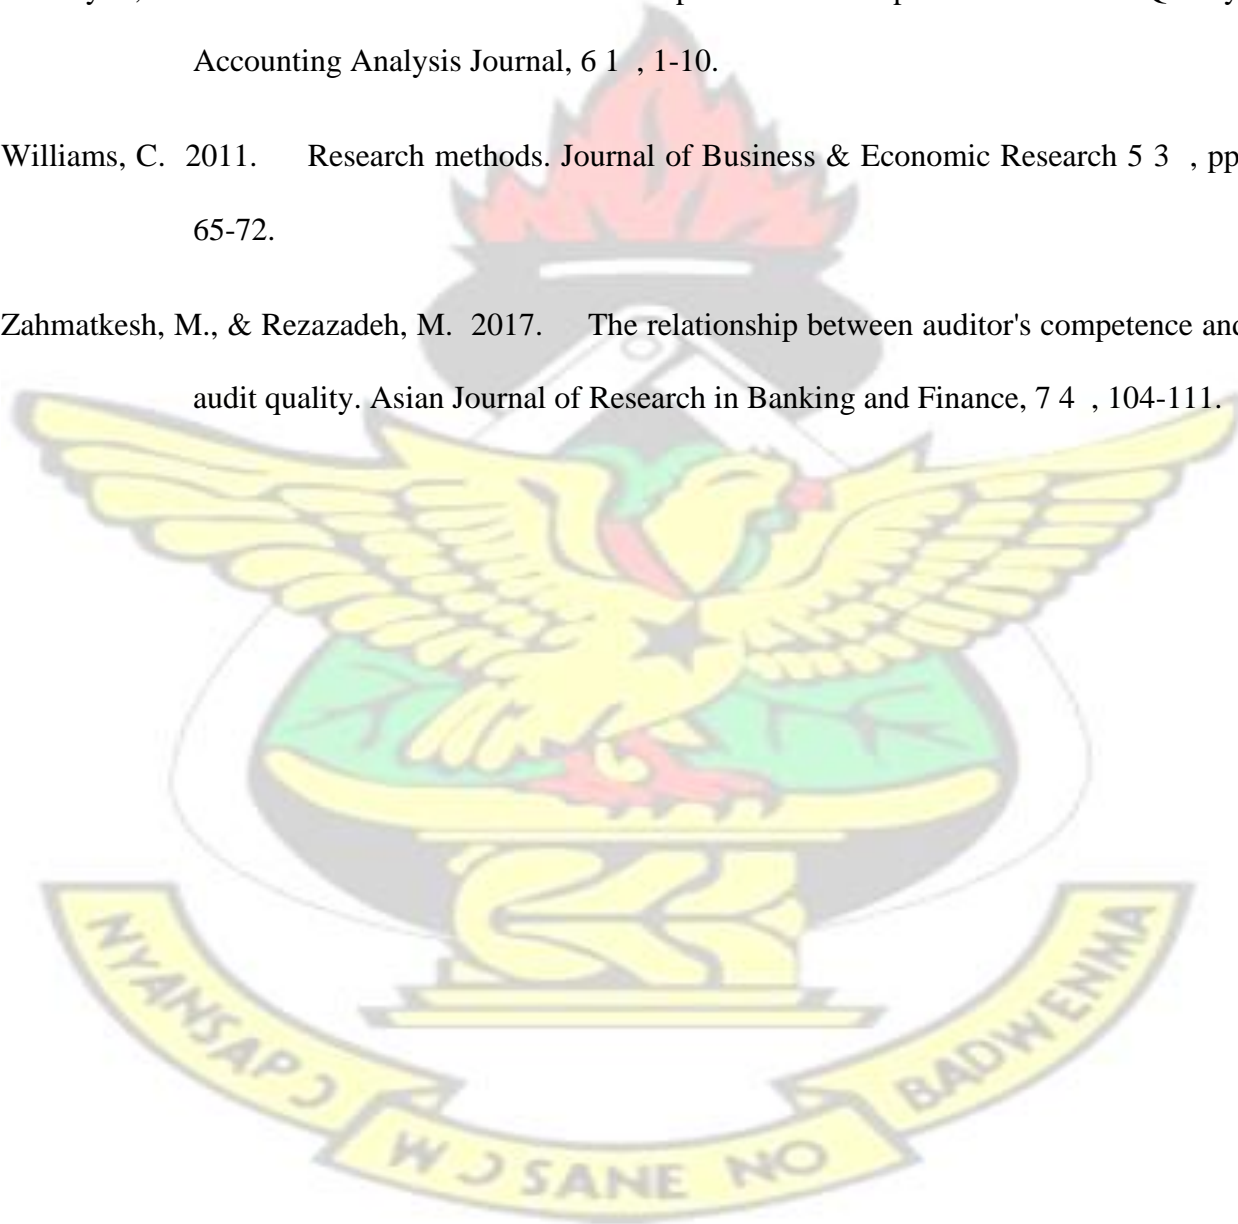 Accounting Analysis Journal, 6 1 , 1-10.
Williams, C. 2011. Research methods. Journal of Business & Economic Research 5 3 , pp
65-72.
Zahmatkesh, M., & Rezazadeh, M. 2017. The relationship between auditor's competence and
audit quality. Asian Journal of Research in Banking and Finance, 7 4 , 104-111.
NYANSAPƆ
WƆSANE NO
BADWENMA